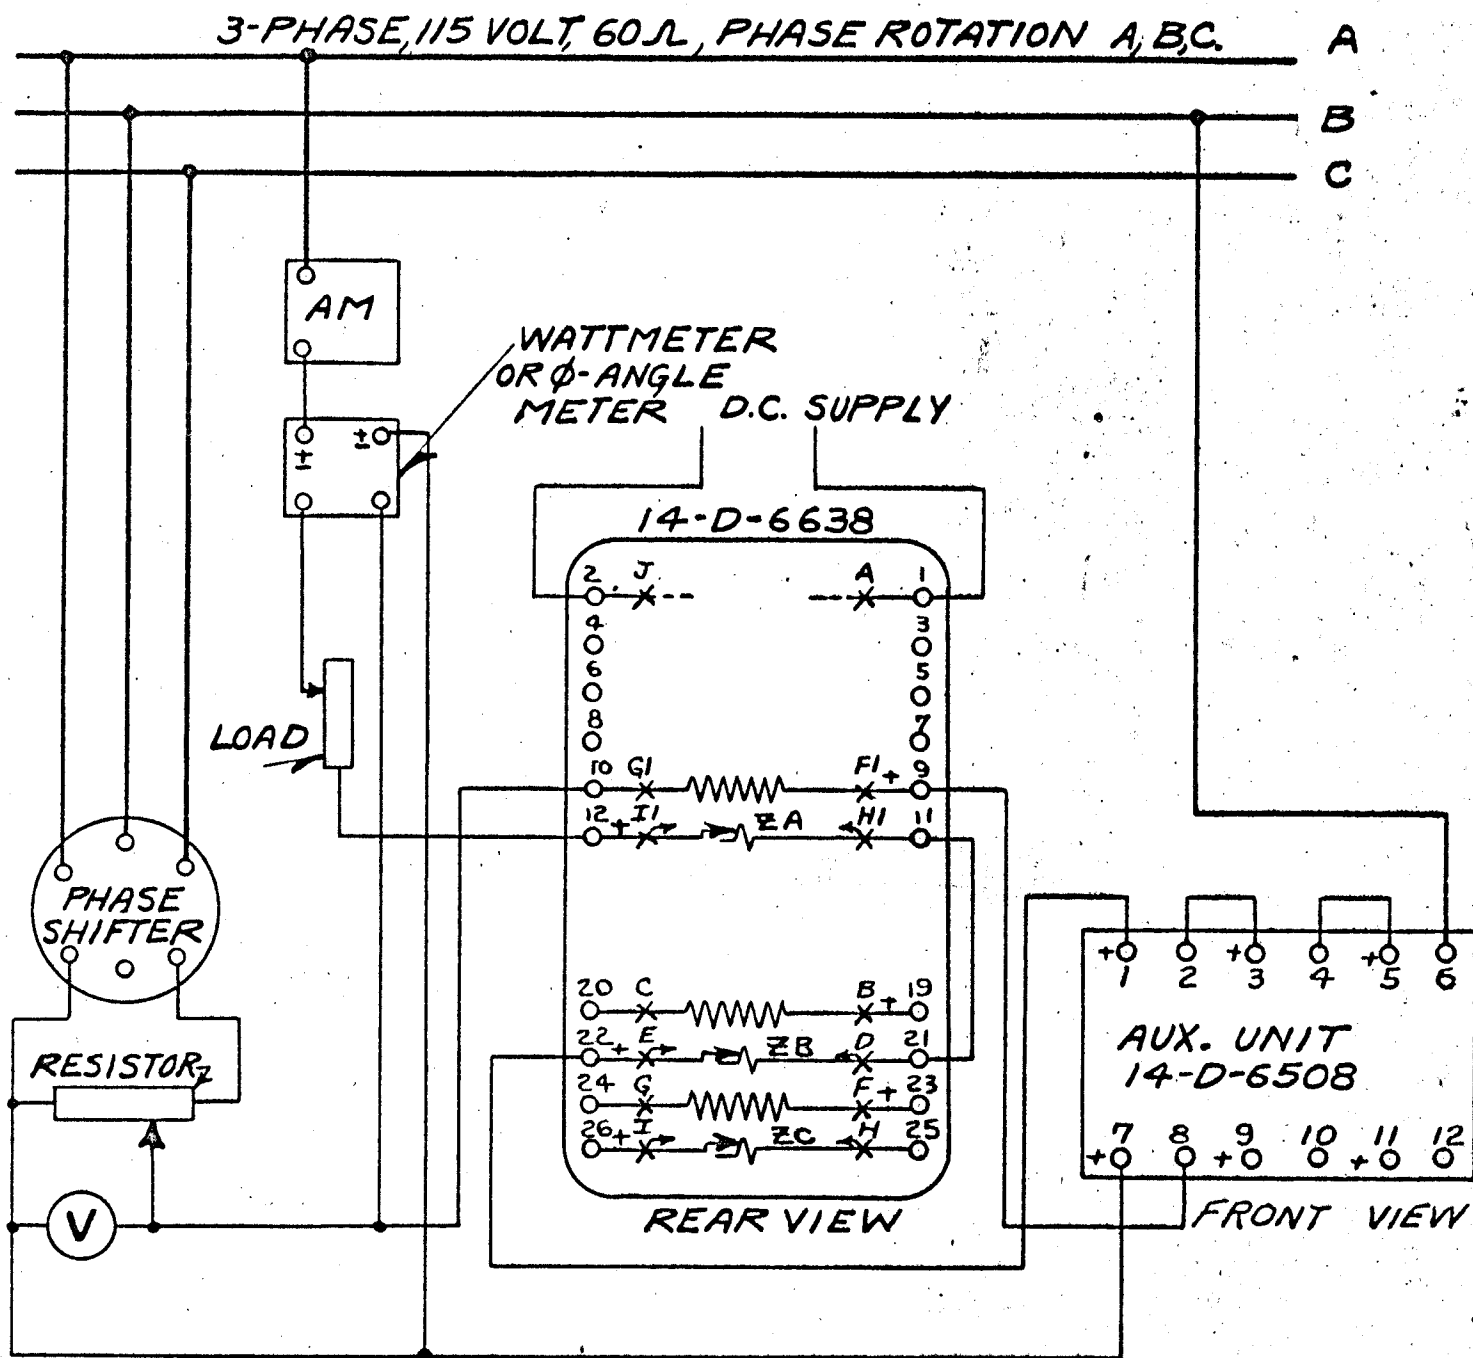 3-PHASE, 115 VOLT, 60Ω, PHASE ROTATION A, B, C.
A
B
C
AM
WATTMETER
OR φ-ANGLE
METER
D.C. SUPPLY
±
±
14-D-6638
2 J A 1
4 3
6 5
8 7
10 G1 F1 + 9
12 + I1 ZA H1 11
20 C B + 19
22 + E ZB D 21
24 G F + 23
26 + I ZC H 25
REAR VIEW
LOAD
PHASE
SHIFTER
RESISTOR
V
+ + +
1 2 3 4 5 6
AUX. UNIT
14-D-6508
7 8 9 10 11 12
+ + +
FRONT VIEW